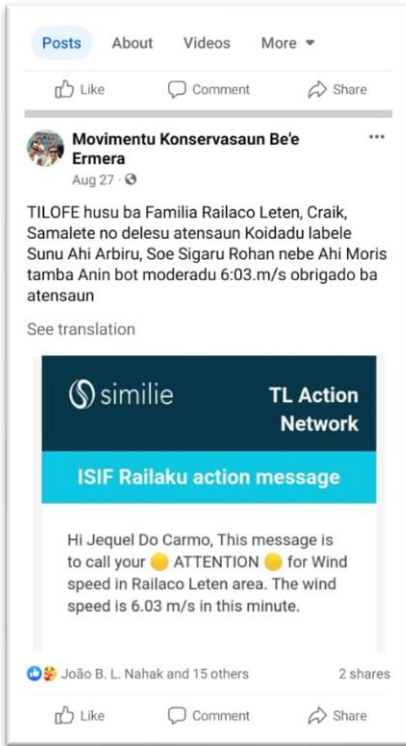 Posts About Videos More
Like Comment Share
Movimentu Konservasaun Be'e
Ermera
Aug 27
TILOFE husu ba Familia Railaco Leten, Craik,
Samalete no delesu atensaun Koidadu labele
Sunu Ahi Arbiru, Soe Sigaru Rohan nebe Ahi Moris
tamba Anin bot moderadu 6:03.m/s obrigado ba
atensaun
See translation
similie
TL Action
Network
ISIF Railaku action message
Hi Jequel Do Carmo, This message is
to call your 🟡 ATTENTION 🟡 for Wind
speed in Railaco Leten area. The wind
speed is 6.03 m/s in this minute.
João B. L. Nahak and 15 others 2 shares
Like Comment Share